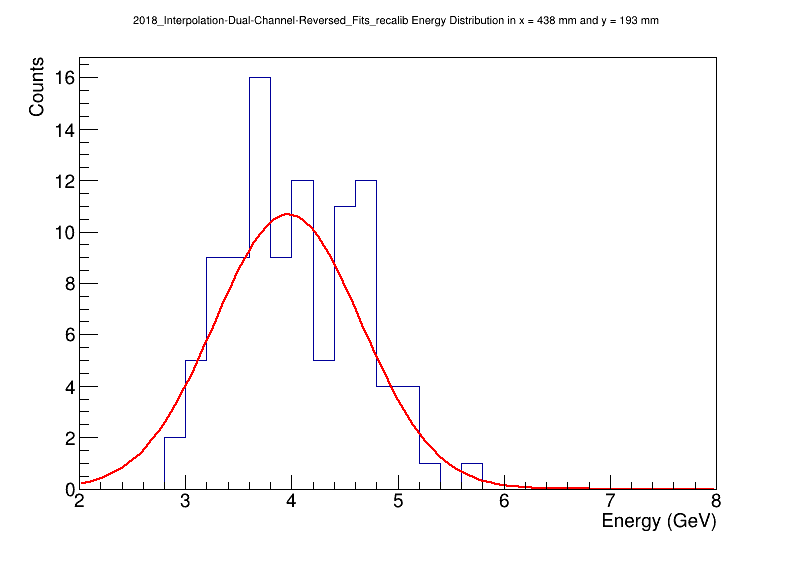 2018_Interpolation-Dual-Channel-Reversed_Fits_recalib Energy Distribution in x = 438 mm and y = 193 mm
Counts
16
14
12
10
8
6
4
2
0
2 3 4 5 6 7 8
Energy (GeV)